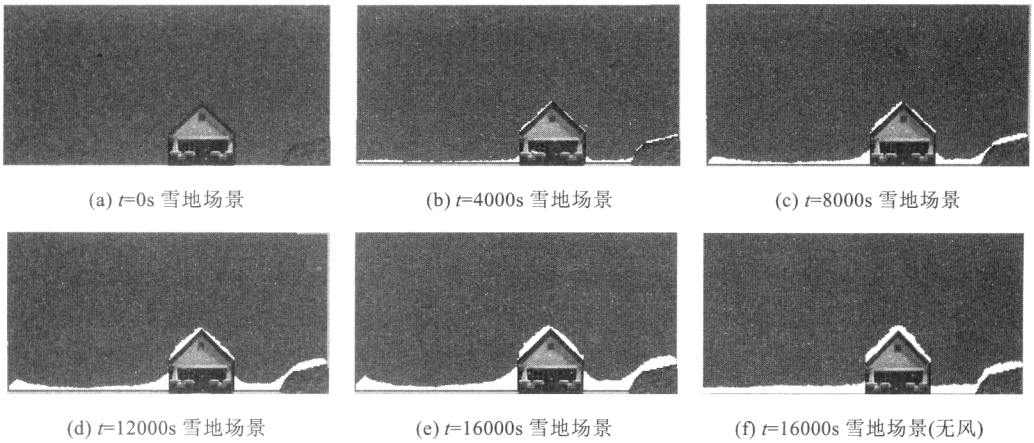 (a) t=0s 雪地场景
(b) t=4000s 雪地场景
(c) t=8000s 雪地场景
(d) t=12000s 雪地场景
(e) t=16000s 雪地场景
(f) t=16000s 雪地场景(无风)